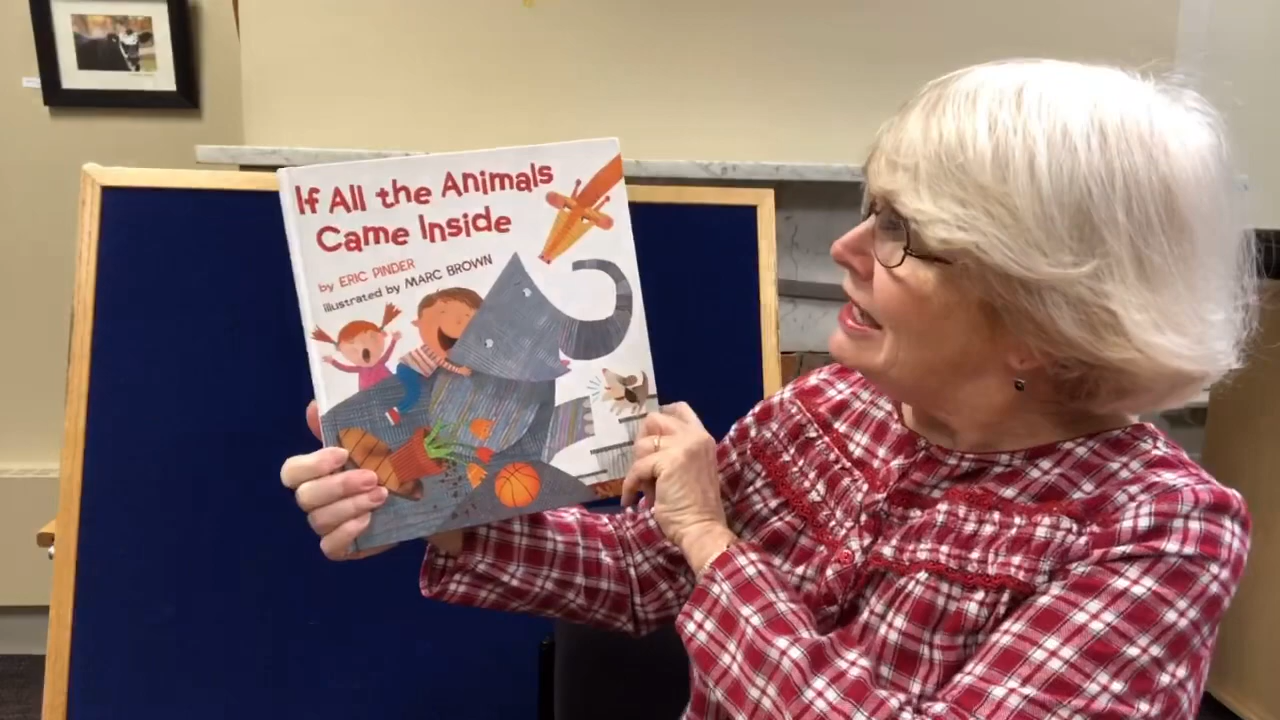 If All the Animals
Came Inside
by ERIC PINDER
illustrated by MARC BROWN